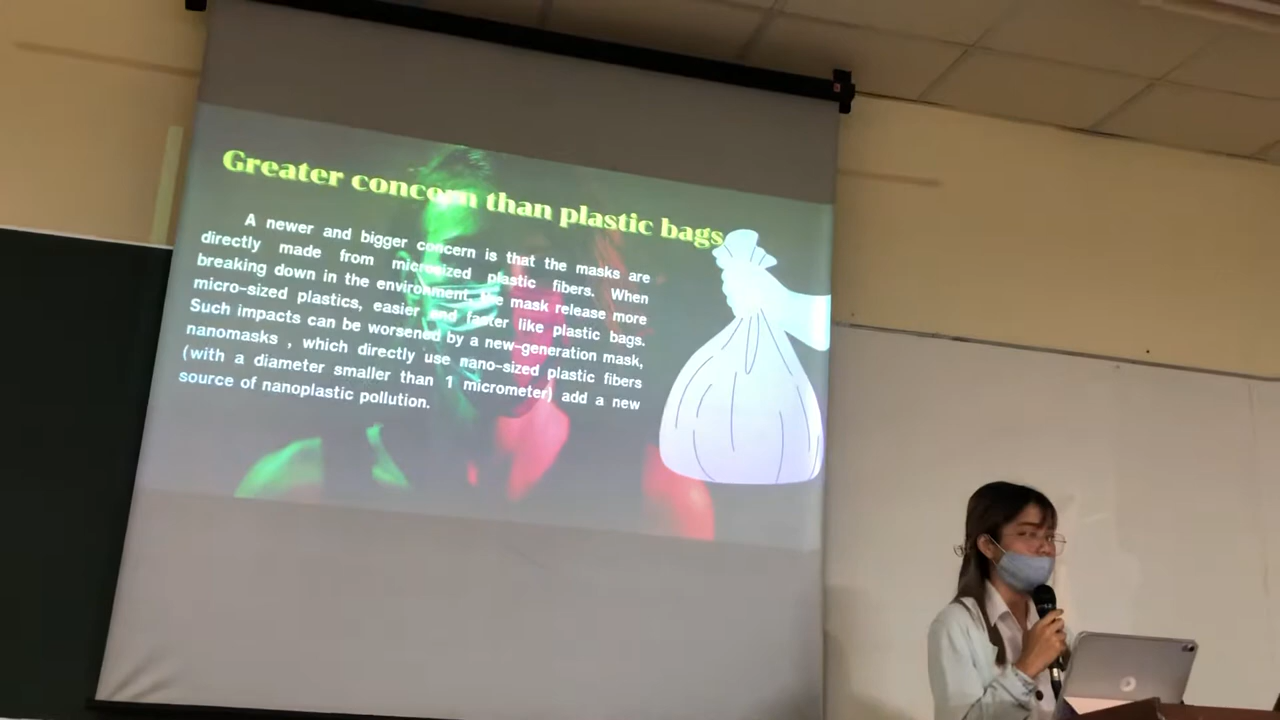 Greater concern than plastic bags
A newer and bigger concern is that the masks are
directly made from microsized plastic fibers. When
breaking down in the environment, the mask release more
micro-sized plastics, easier and faster like plastic bags.
Such impacts can be worsened by a new-generation mask,
nanomasks , which directly use nano-sized plastic fibers
(with a diameter smaller than 1 micrometer) add a new
source of nanoplastic pollution.